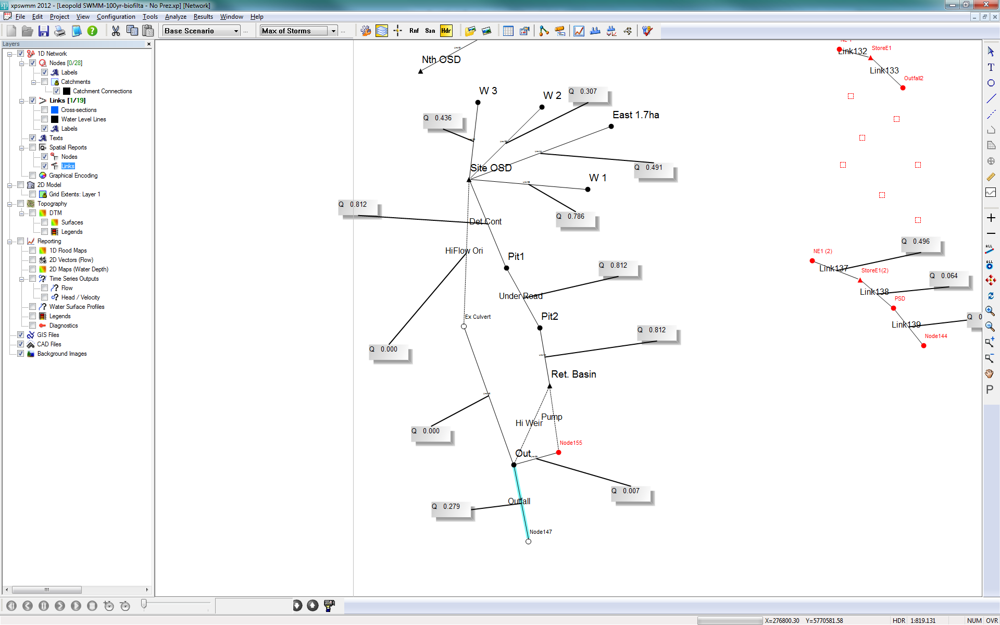 xpswmm 2012 - [Leopold SWMM-100yr-biofilta - No Prez.xp] [Network]
File Edit Project View Configuration Tools Analyze Results Window Help
Base Scenario ... Max of Storms ... Rnf San Hdr
Layers
1D Network
Nodes [0/28]
Labels
Catchments
Catchment Connections
Links [1/19]
Cross-sections
Water Level Lines
Labels
Texts
Spatial Reports
Nodes
Links
Graphical Encoding
2D Model
Grid Extents: Layer 1
Topography
DTM
Surfaces
Legends
Reporting
1D Flood Maps
2D Vectors (Flow)
2D Maps (Water Depth)
Time Series Outputs
Flow
Head / Velocity
Water Surface Profiles
Legends
Diagnostics
GIS Files
CAD Files
Background Images
Nth OSD
W 3
W 2
Q 0.307
Q 0.436
East 1.7ha
Site OSD
Q 0.491
W 1
Q 0.812
Q 0.786
Det Cont
HiFlow Ori
Pit1
Q 0.812
Under Road
Ex Culvert
Pit2
Q 0.812
Q 0.000
Ret. Basin
Pump
Hi Weir
Q 0.000
Node155
Out
Q 0.007
Outfall
Q 0.279
Node147
Link132
StoreE1
Link133
Outfall2
Q 0.496
NE1 (2)
Link137
StoreE1(2)
Q 0.064
Link138
PSD
Q 0
Link139
Node144
ALL
ALL
P
X=276800.30 Y=5770581.58 HDR 1:819.131 NUM OVR